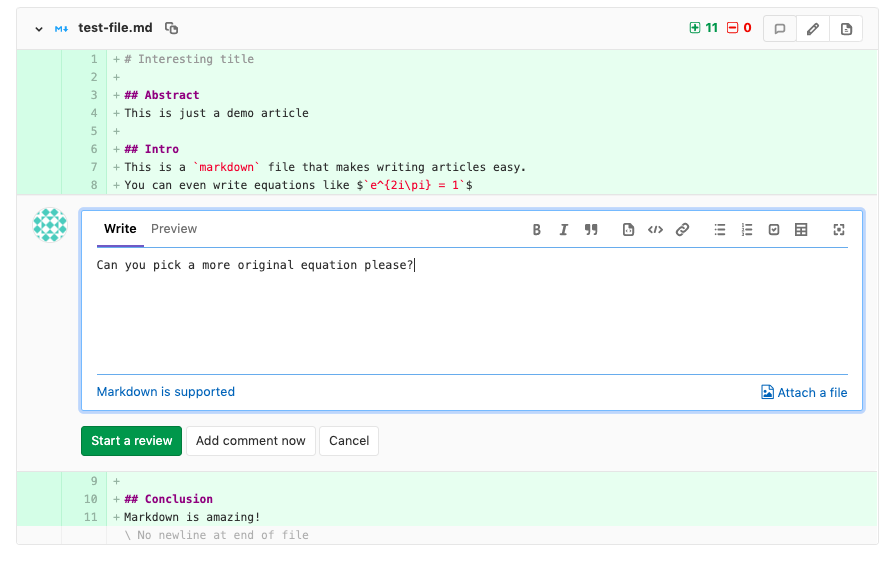 test-file.md 11 0
1 + # Interesting title
2 +
3 + ## Abstract
4 + This is just a demo article
5 +
6 + ## Intro
7 + This is a `markdown` file that makes writing articles easy.
8 + You can even write equations like $`e^{2i\pi} = 1`$
Write Preview
Can you pick a more original equation please?
Markdown is supported Attach a file
Start a review Add comment now Cancel
9 +
10 + ## Conclusion
11 + Markdown is amazing!
\ No newline at end of file